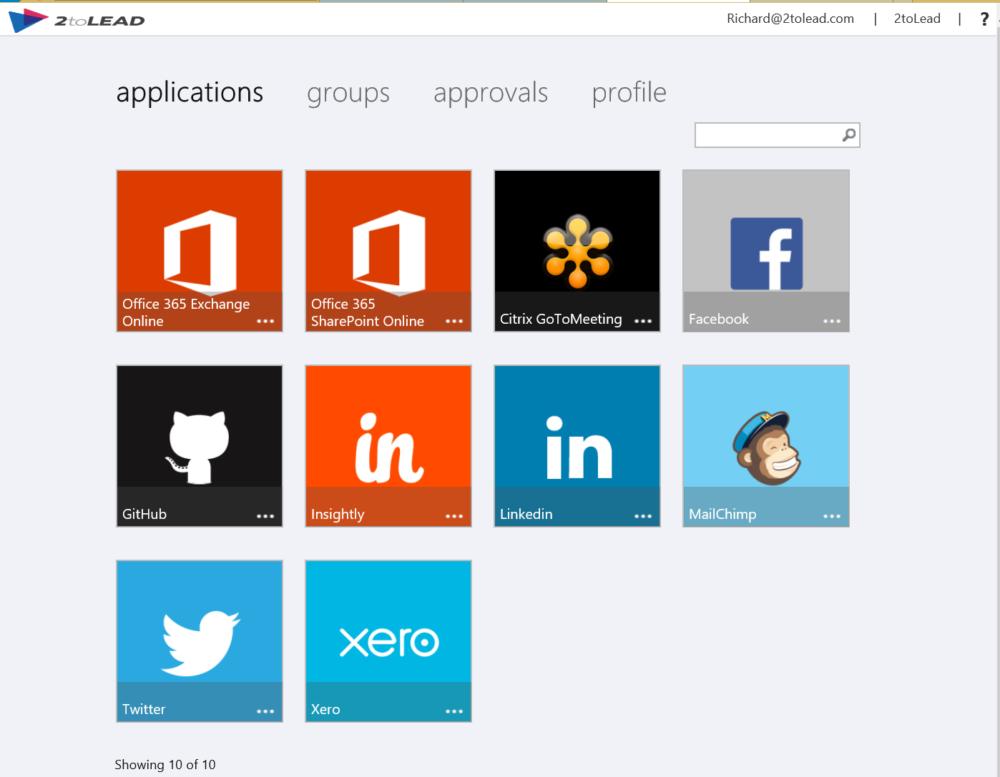 2toLEAD
Richard@2tolead.com | 2toLead | ?
applications groups approvals profile
Office 365 Exchange
Online
Office 365
SharePoint Online
Citrix GoToMeeting
f
Facebook
GitHub
in
Insightly
in
Linkedin
M
MailChimp
Twitter
xero
Xero
Showing 10 of 10